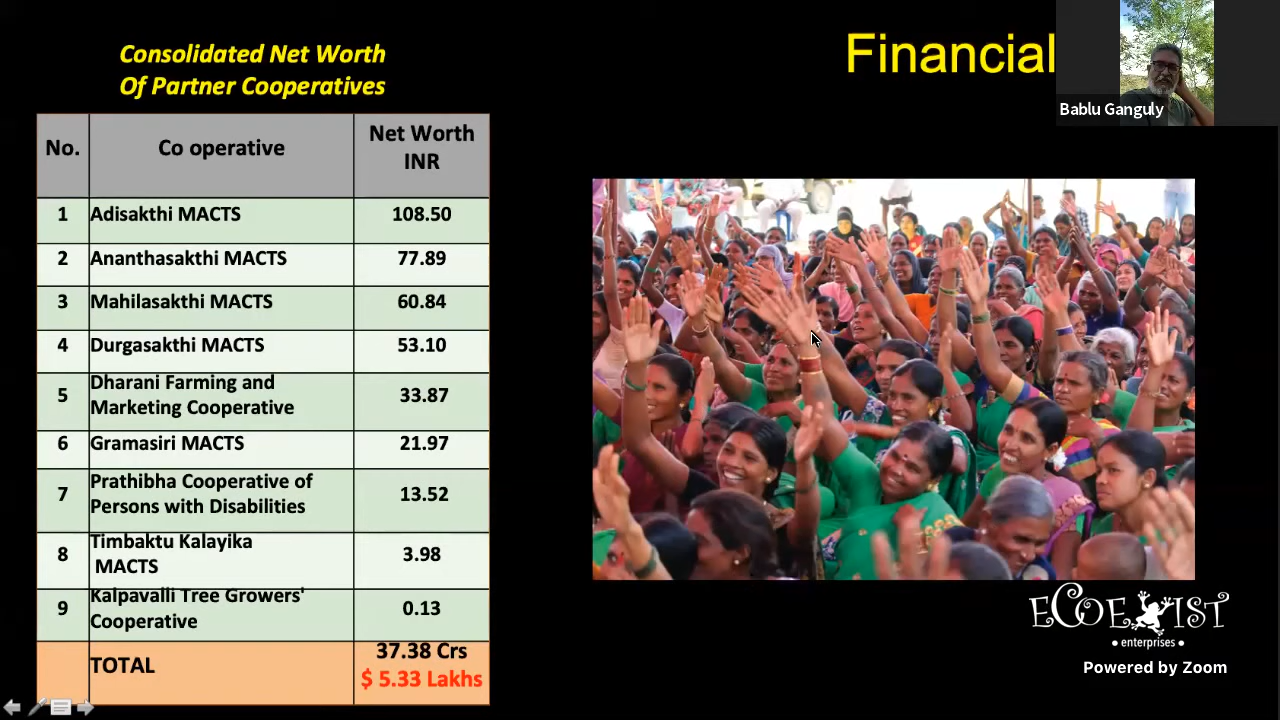 Consolidated Net Worth
Of Partner Cooperatives
Financial
Bablu Ganguly
No. Co operative Net Worth
INR
1 Adisakthi MACTS 108.50
2 Ananthasakthi MACTS 77.89
3 Mahilasakthi MACTS 60.84
4 Durgasakthi MACTS 53.10
5 Dharani Farming and
Marketing Cooperative 33.87
6 Gramasiri MACTS 21.97
7 Prathibha Cooperative of
Persons with Disabilities 13.52
8 Timbaktu Kalayika
MACTS 3.98
9 Kalpavalli Tree Growers'
Cooperative 0.13
TOTAL 37.38 Crs
$ 5.33 Lakhs
ECOEXIST
• enterprises •
Powered by Zoom